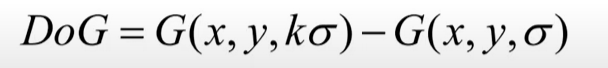 DoG = G(x, y, kσ) − G(x, y, σ)